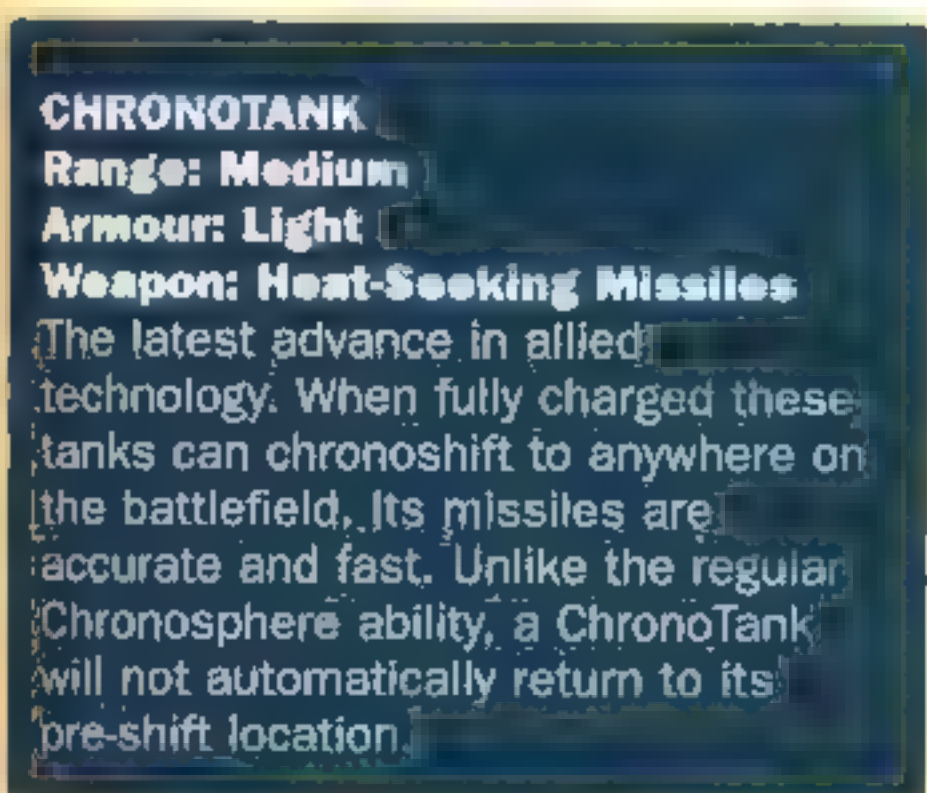 CHRONOTANK
Range: Medium
Armour: Light
Weapon: Heat-Seeking Missiles
The latest advance in allied
technology. When fully charged these
tanks can chronoshift to anywhere on
the battlefield. Its missiles are
accurate and fast. Unlike the regular
Chronosphere ability, a ChronoTank
will not automatically return to its
pre-shift location.